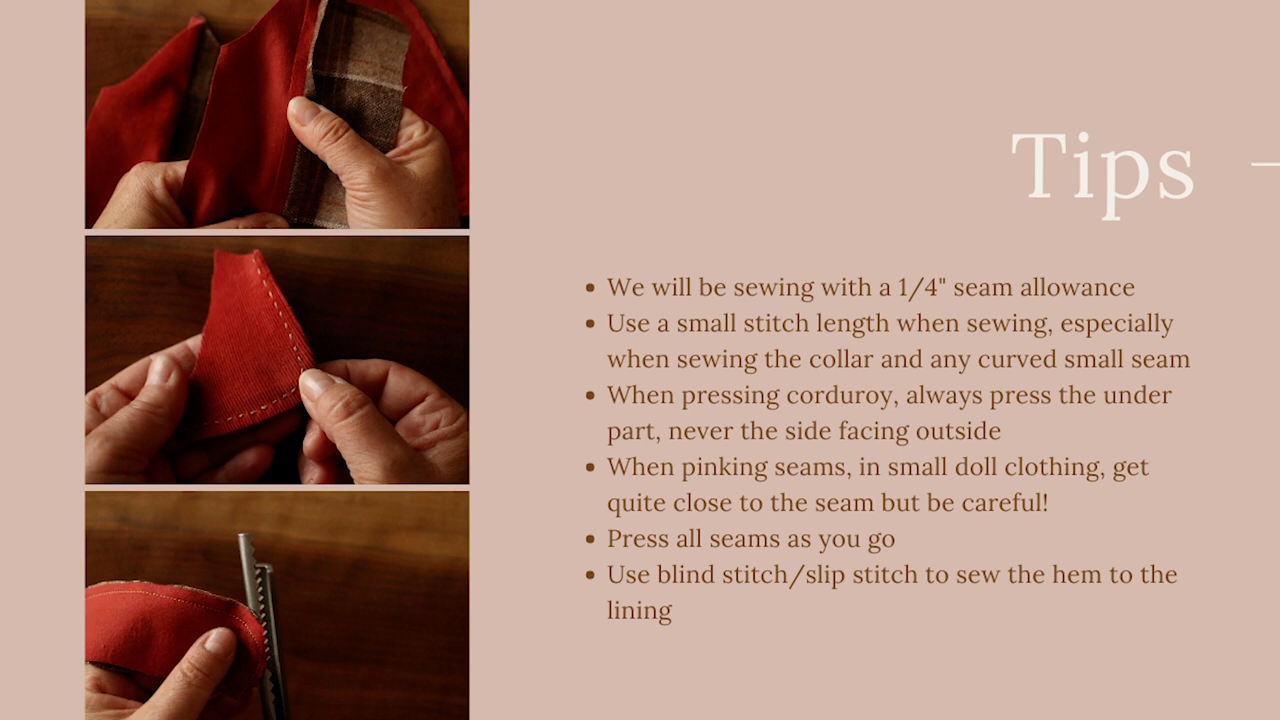 Tips
We will be sewing with a 1/4" seam allowance
Use a small stitch length when sewing, especially
when sewing the collar and any curved small seam
When pressing corduroy, always press the under
part, never the side facing outside
When pinking seams, in small doll clothing, get
quite close to the seam but be careful!
Press all seams as you go
Use blind stitch/slip stitch to sew the hem to the
lining